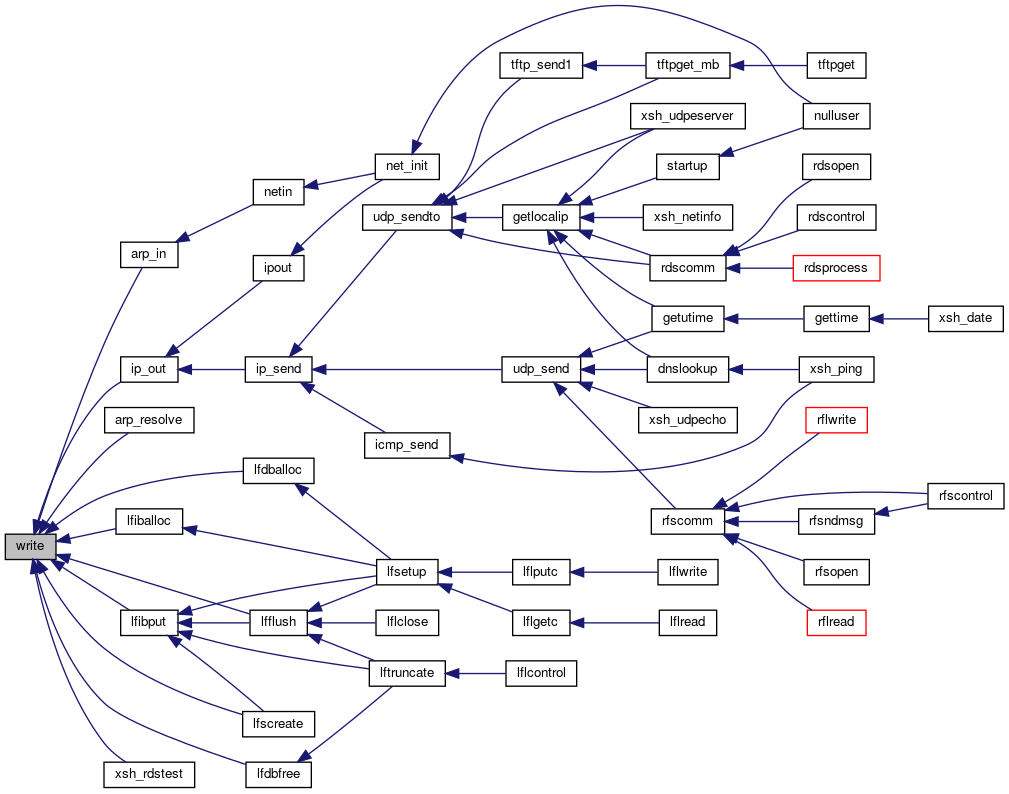 tftp_send1
tftpget_mb
tftpget
xsh_udpeserver
nulluser
net_init
startup
rdsopen
netin
udp_sendto
getlocalip
xsh_netinfo
rdscontrol
arp_in
ipout
rdscomm
rdsprocess
getutime
gettime
xsh_date
ip_out
ip_send
udp_send
dnslookup
xsh_ping
arp_resolve
xsh_udpecho
rflwrite
icmp_send
lfdballoc
rfscontrol
lfiballoc
rfscomm
rfsndmsg
write
lfsetup
lflputc
lflwrite
rfsopen
lfibput
lfflush
lflclose
lflgetc
lflread
rflread
lftruncate
lflcontrol
lfscreate
xsh_rdstest
lfdbfree